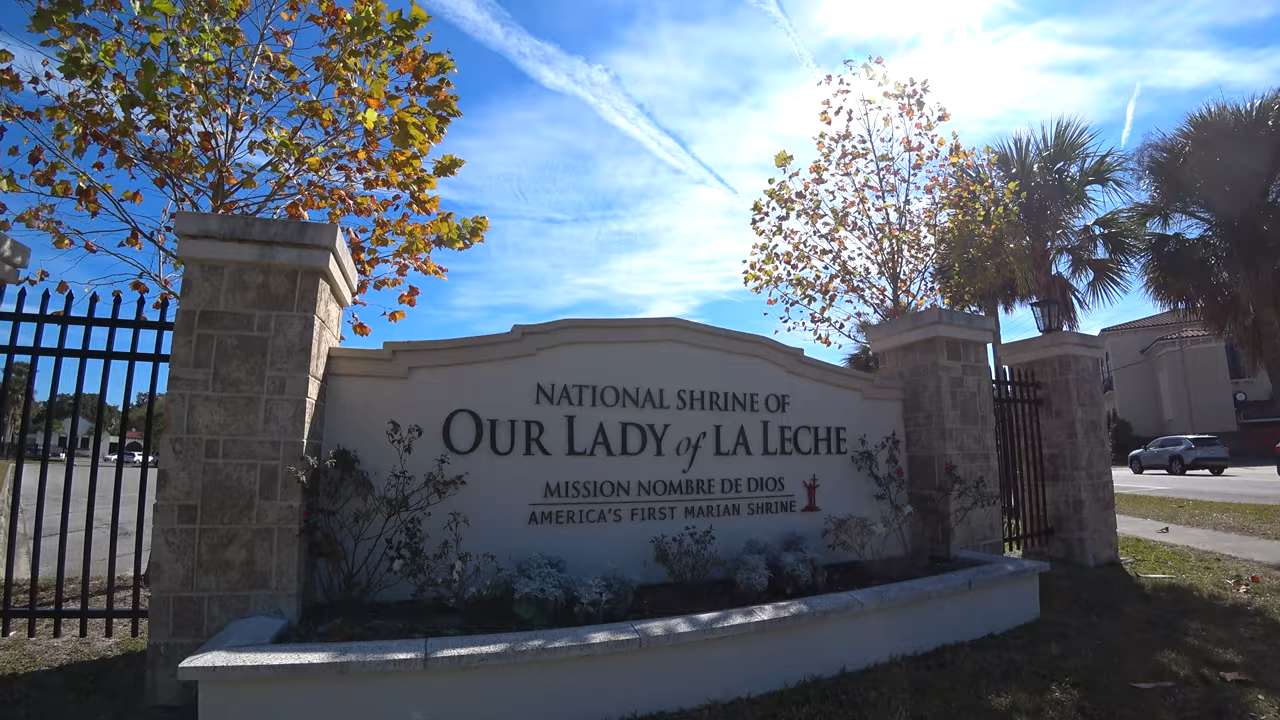 NATIONAL SHRINE OF
OUR LADY of LA LECHE
MISSION NOMBRE DE DIOS
AMERICA'S FIRST MARIAN SHRINE